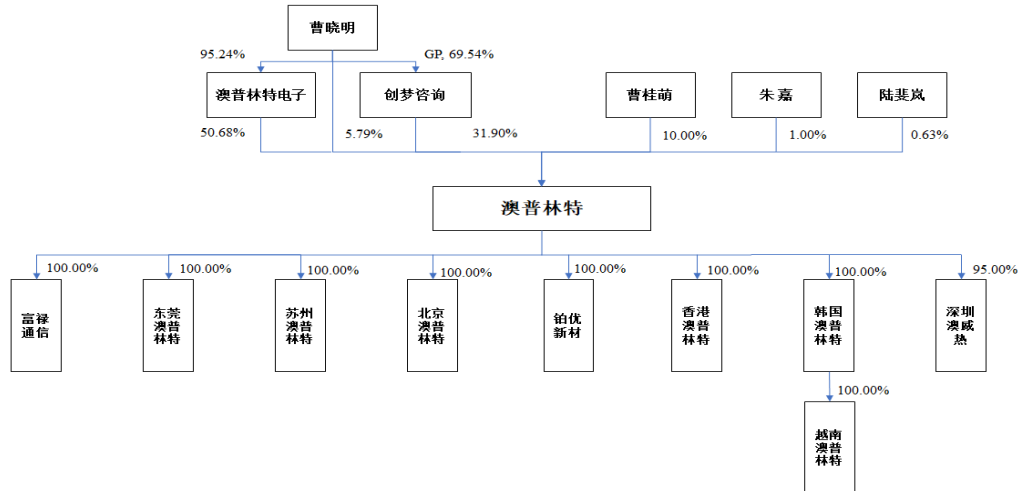 曹晓明
95.24%
GP, 69.54%
澳普林特电子
创梦咨询
曹桂萌
朱 嘉
陆斐岚
50.68%
5.79%
31.90%
10.00%
1.00%
0.63%
澳普林特
100.00%
100.00%
100.00%
100.00%
100.00%
100.00%
100.00%
95.00%
富禄
通信
东莞
澳普
林特
苏州
澳普
林特
北京
澳普
林特
铂优
新材
香港
澳普
林特
韩国
澳普
林特
深圳
澳威
热
100.00%
越南
澳普
林特